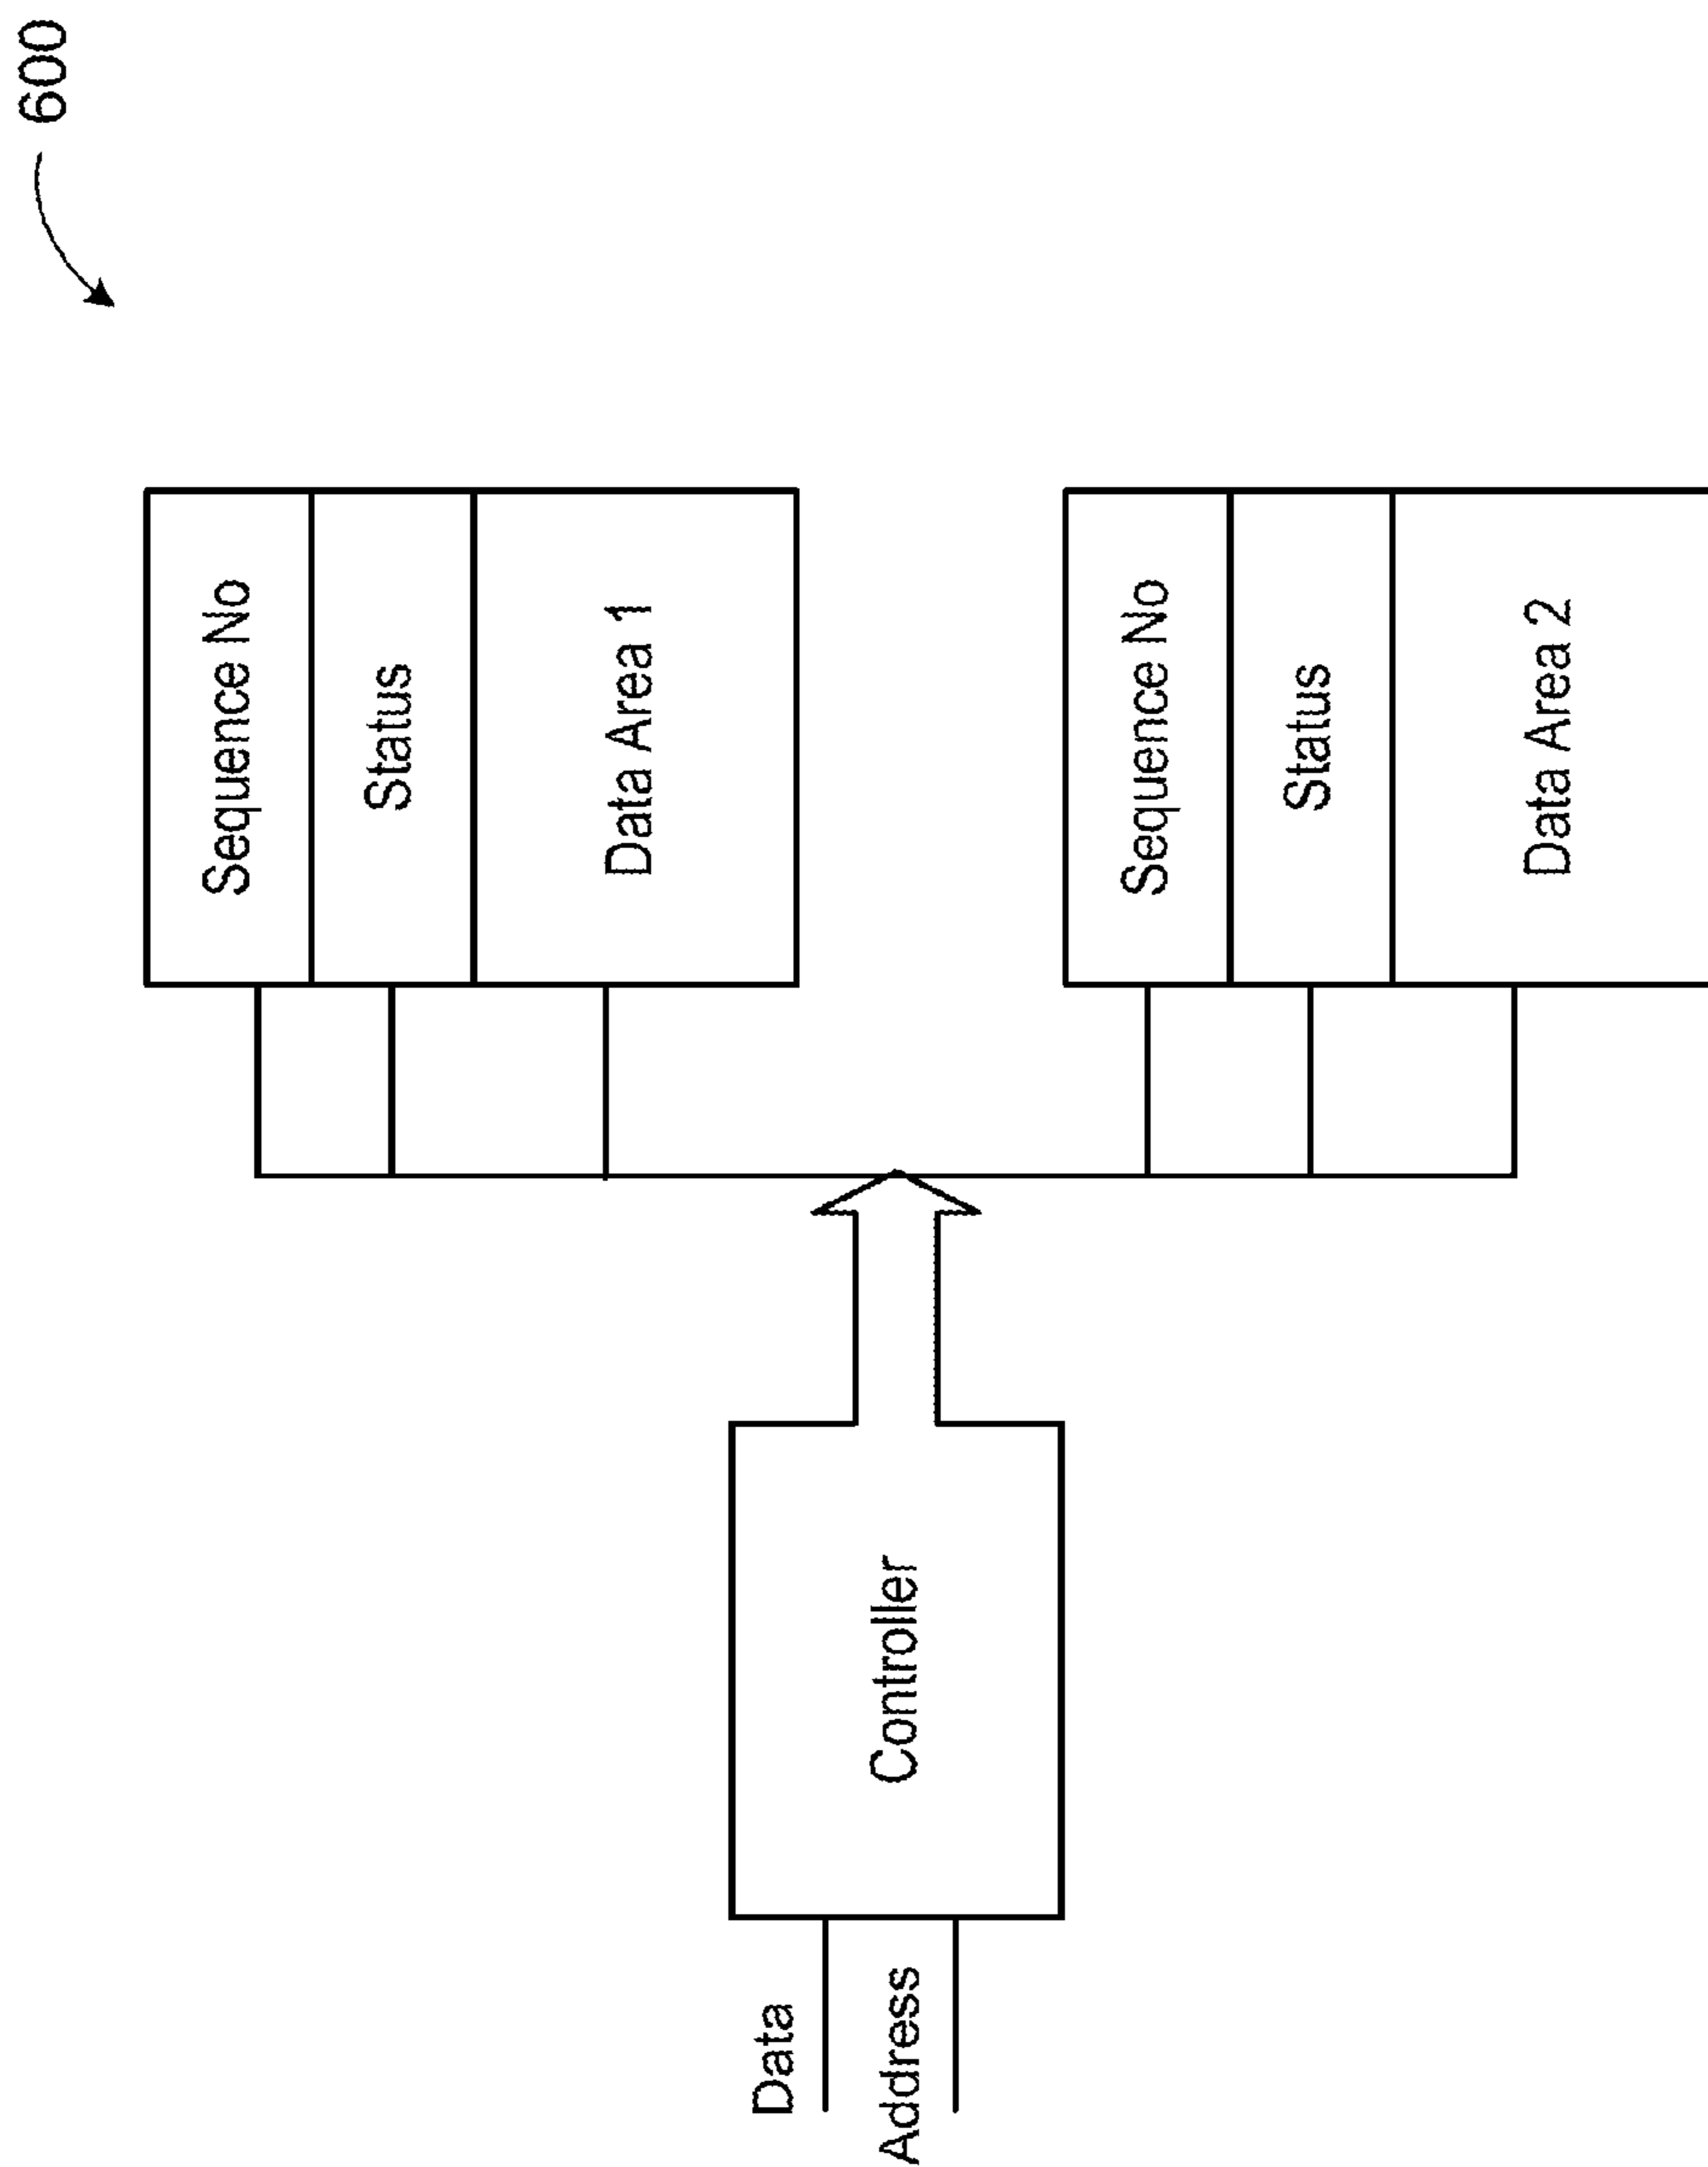 600
Sequence No
Status
Data Area 1
Data
Controller
Address
Sequence No
Status
Data Area 2